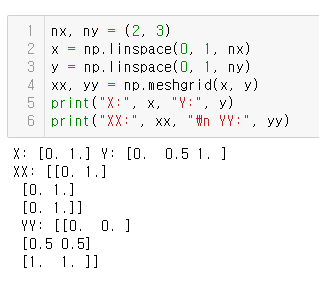 1 nx, ny = (2, 3)
2 x = np.linspace(0, 1, nx)
3 y = np.linspace(0, 1, ny)
4 xx, yy = np.meshgrid(x, y)
5 print("X:", x, "Y:", y)
6 print("XX:", xx, "₩n YY:", yy)
X: [0. 1.] Y: [0.  0.5 1. ]
XX: [[0. 1.]
 [0. 1.]
 [0. 1.]]
 YY: [[0.  0. ]
 [0.5 0.5]
 [1.  1. ]]